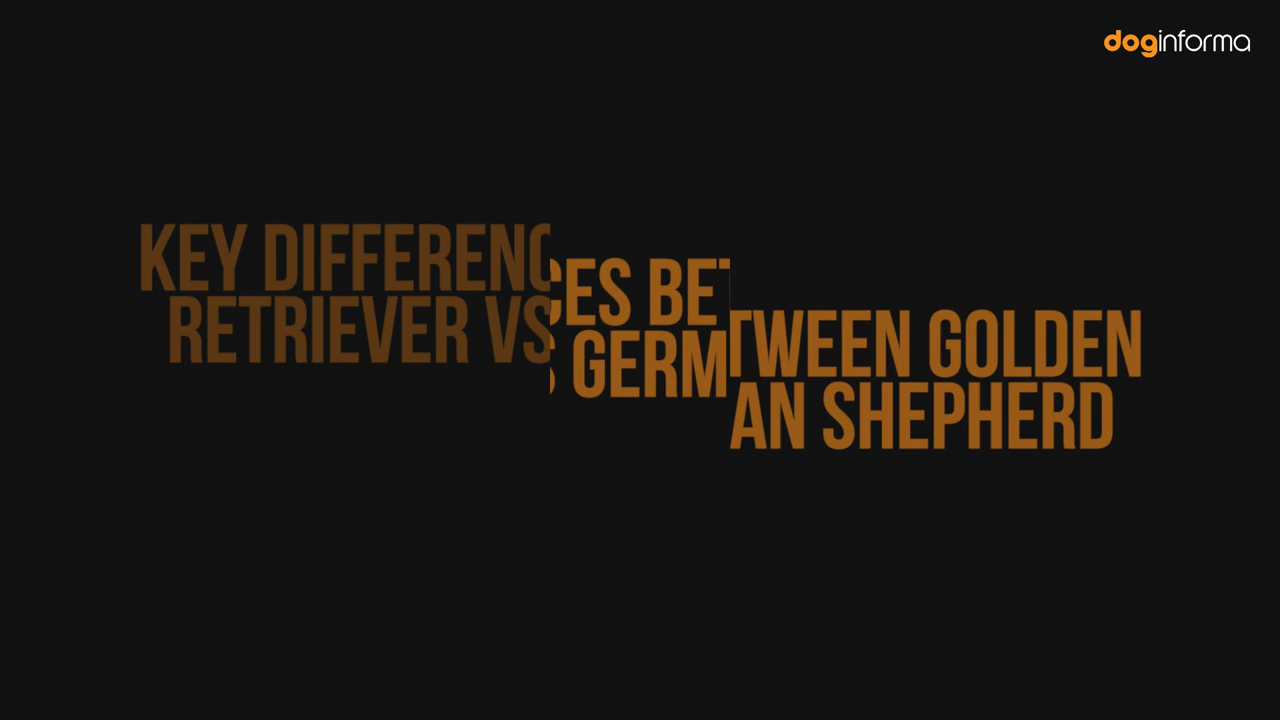 doginforma
KEY DIFFERENCES BETWEEN GOLDEN
RETRIEVER VS GERMAN SHEPHERD